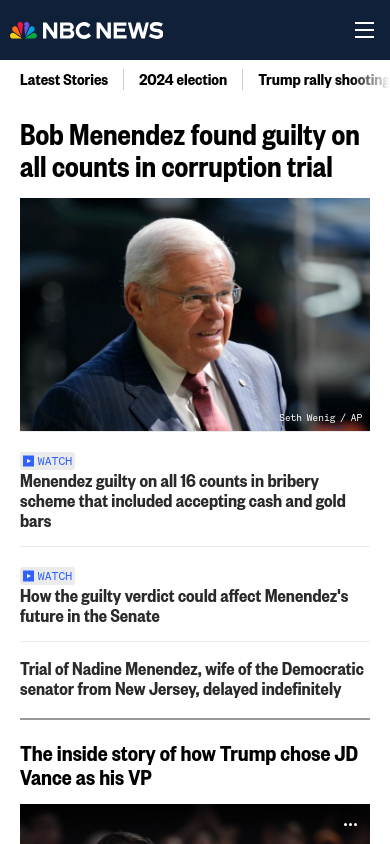 NBC NEWS
Latest Stories
2024 election
Trump rally shooting
Bob Menendez found guilty on
all counts in corruption trial
Seth Wenig / AP
WATCH
Menendez guilty on all 16 counts in bribery
scheme that included accepting cash and gold
bars
WATCH
How the guilty verdict could affect Menendez's
future in the Senate
Trial of Nadine Menendez, wife of the Democratic
senator from New Jersey, delayed indefinitely
The inside story of how Trump chose JD
Vance as his VP